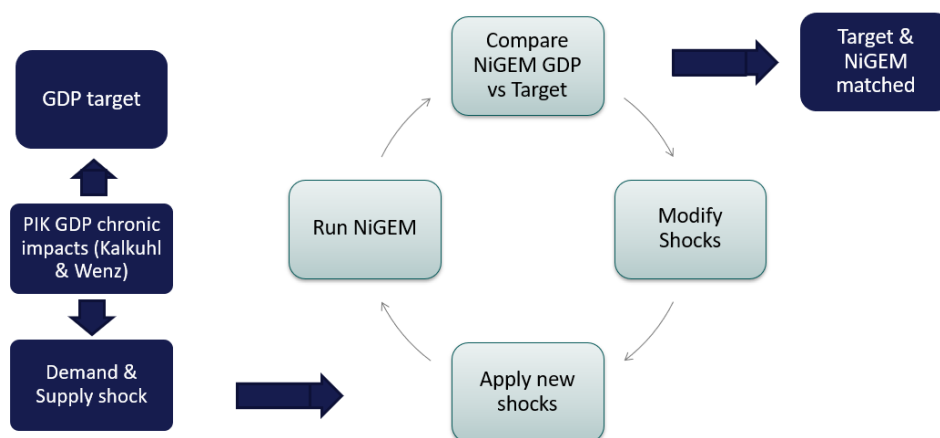 Compare
NiGEM GDP
vs Target
Target &
NiGEM
matched
GDP target
PIK GDP chronic
impacts (Kalkuhl
& Wenz)
Run NiGEM
Modify
Shocks
Demand &
Supply shock
Apply new
shocks